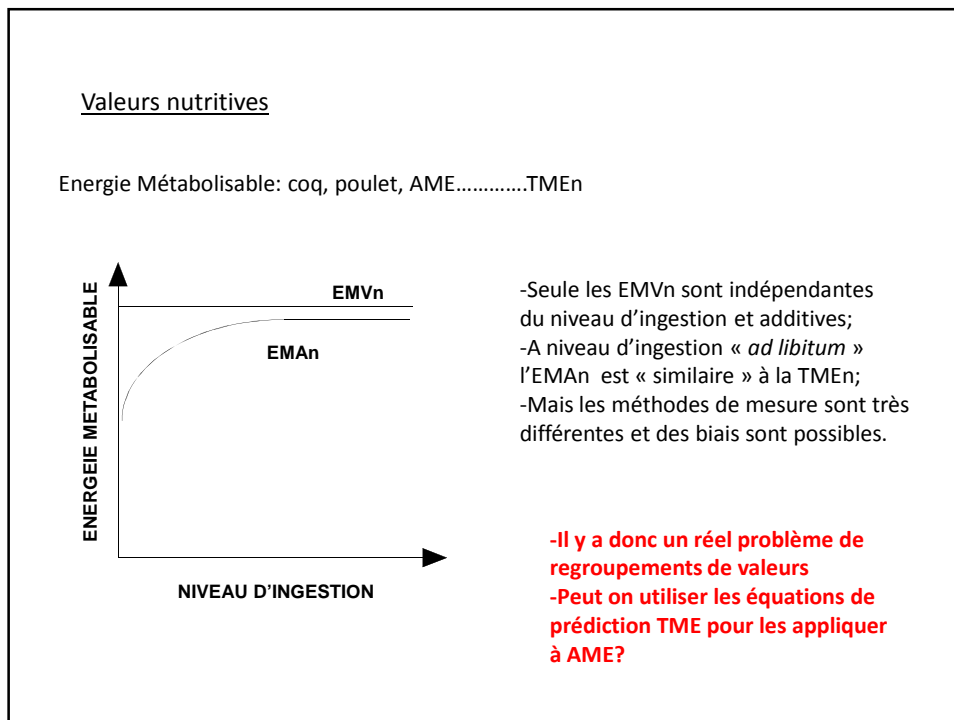 Valeurs nutritives
Energie Métabolisable: coq, poulet, AME………….TMEn
ENERGEIE METABOLISABLE
EMVn
EMAn
NIVEAU D’INGESTION
-Seule les EMVn sont indépendantes
du niveau d’ingestion et additives;
-A niveau d’ingestion « ad libitum »
l’EMAn est « similaire » à la TMEn;
-Mais les méthodes de mesure sont très
différentes et des biais sont possibles.
-Il y a donc un réel problème de
regroupements de valeurs
-Peut on utiliser les équations de
prédiction TME pour les appliquer
à AME?